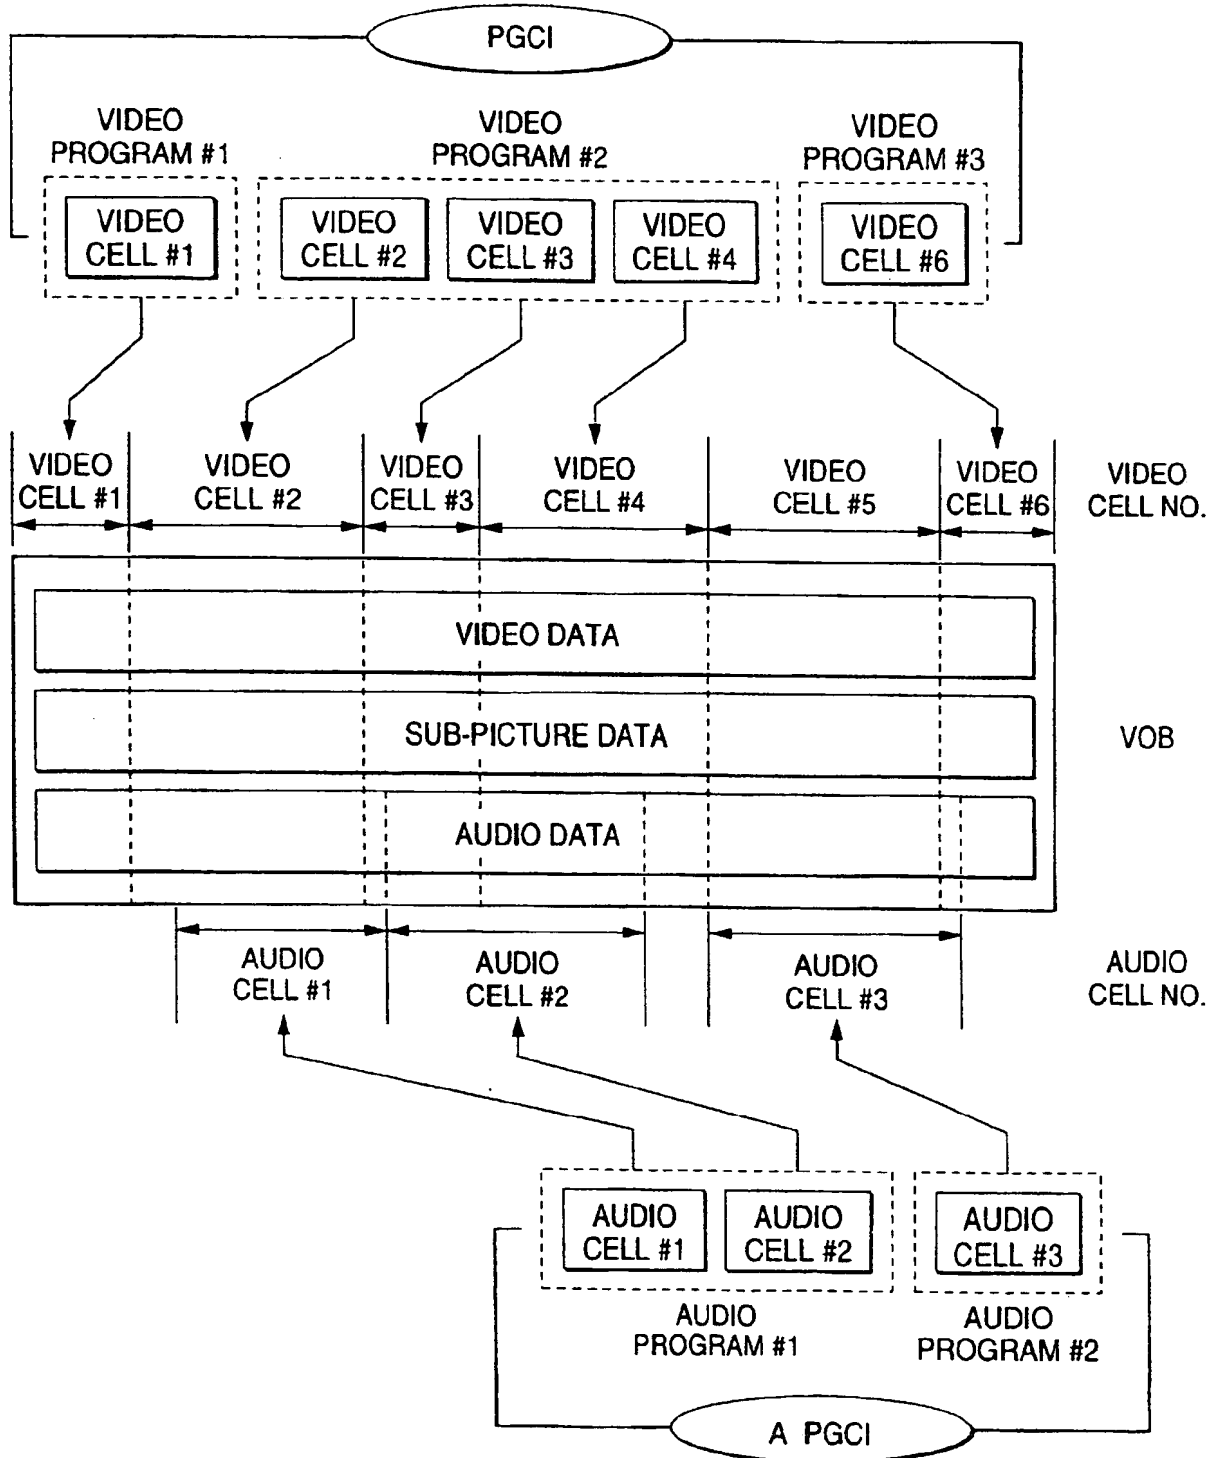 PGCI
VIDEO
PROGRAM #1
VIDEO
PROGRAM #2
VIDEO
PROGRAM #3
VIDEO
CELL #1
VIDEO
CELL #2
VIDEO
CELL #3
VIDEO
CELL #4
VIDEO
CELL #6
VIDEO
CELL #1
VIDEO
CELL #2
VIDEO
CELL #3
VIDEO
CELL #4
VIDEO
CELL #5
VIDEO
CELL #6
VIDEO
CELL NO.
VIDEO DATA
SUB-PICTURE DATA
VOB
AUDIO DATA
AUDIO
CELL #1
AUDIO
CELL #2
AUDIO
CELL #3
AUDIO
CELL NO.
AUDIO
CELL #1
AUDIO
CELL #2
AUDIO
CELL #3
AUDIO
PROGRAM #1
AUDIO
PROGRAM #2
A PGCI